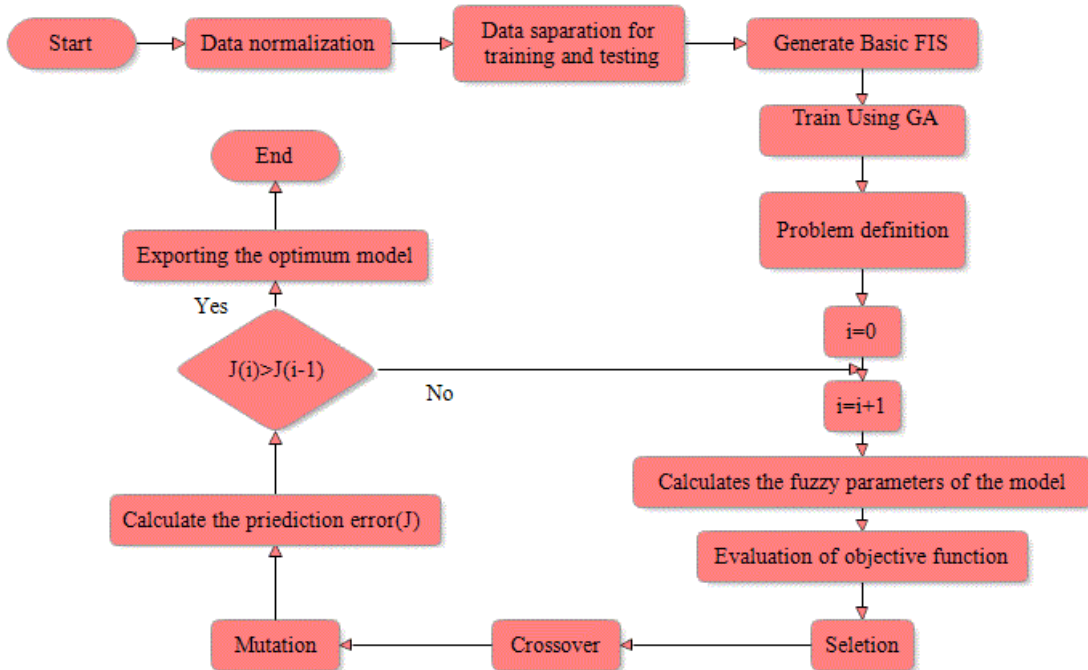 Start
Data normalization
Data saparation for
training and testing
Generate Basic FIS
Train Using GA
Problem definition
i=0
i=i+1
Calculates the fuzzy parameters of the model
Evaluation of objective function
Seletion
Crossover
Mutation
Calculate the priediction error(J)
J(i)>J(i-1)
No
Yes
Exporting the optimum model
End